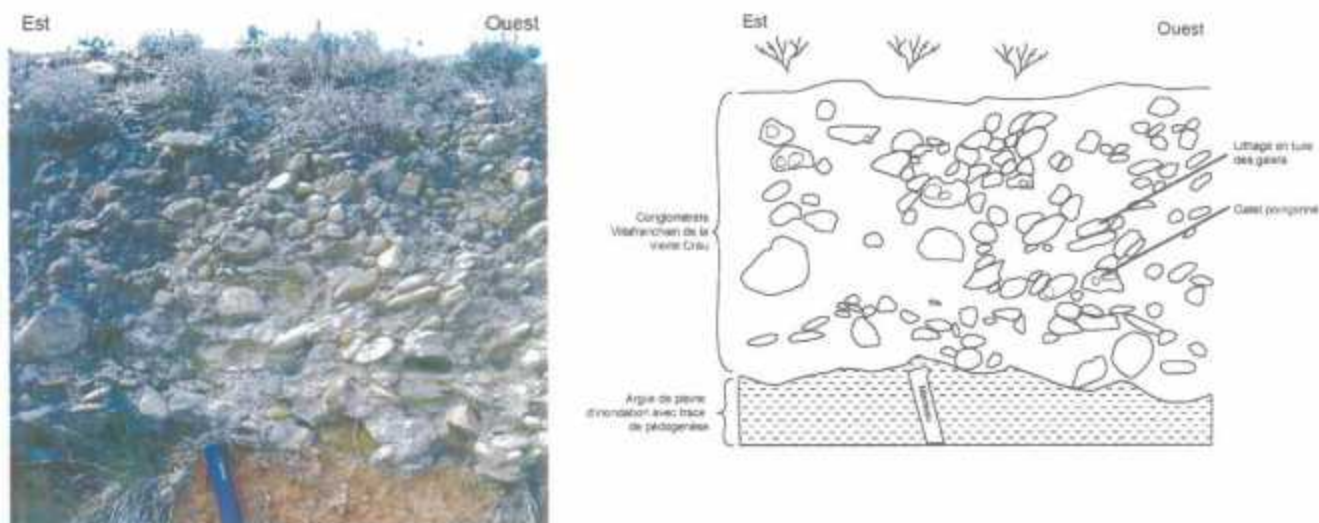 Est
Ouest
Est
Ouest
Lithage en tuile
des galets
Galet poinçonné
Conglomérats
Villafranchien de la
vieille Crau
Argile de plaine
d'inondation avec trace
de pédogenèse